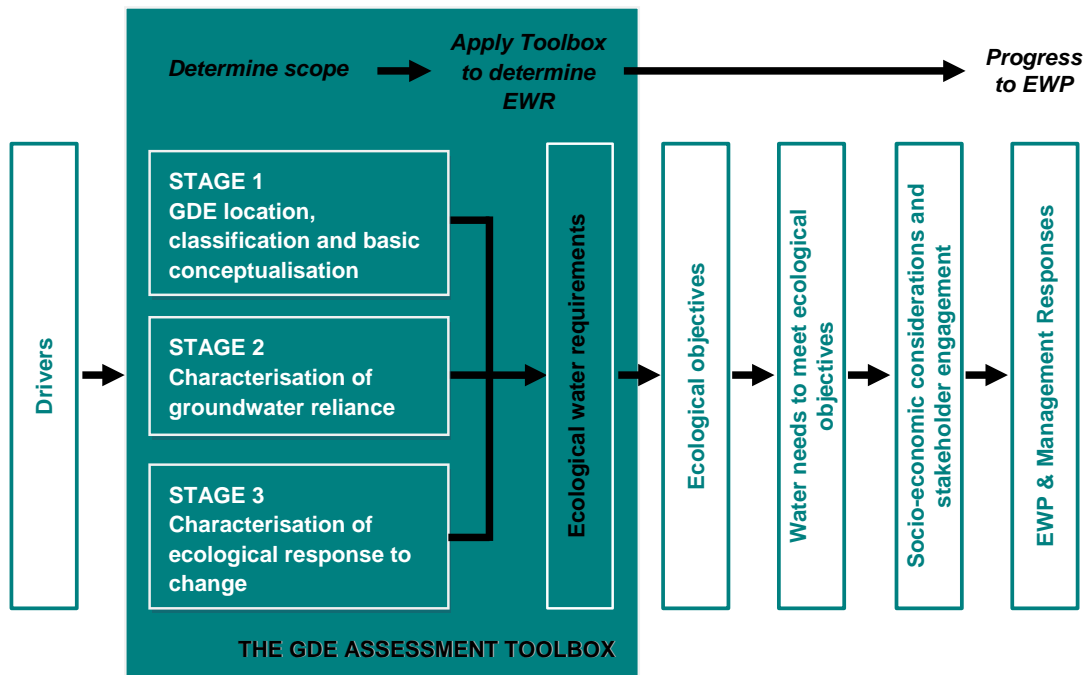 Determine scope
Apply Toolbox
to determine
EWR
Progress
to EWP
Drivers
STAGE 1
GDE location,
classification and basic
conceptualisation
STAGE 2
Characterisation of
groundwater reliance
STAGE 3
Characterisation of
ecological response to
change
Ecological water requirements
Ecological objectives
Water needs to meet ecological
objectives
Socio-economic considerations and
stakeholder engagement
EWP & Management Responses
THE GDE ASSESSMENT TOOLBOX